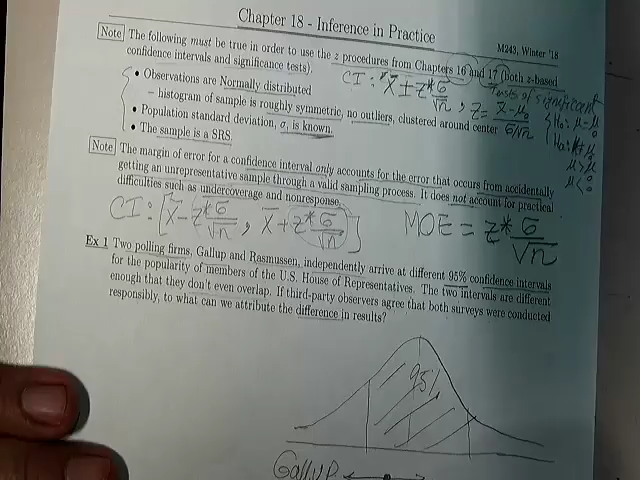 Chapter 18 - Inference in Practice
M243, Winter '18
Note The following must be true in order to use the z procedures from Chapters 16 and 17 (both z-based
confidence intervals and significance tests).
CI: x̄ ± z* σ/√n , z = x̄ - μ₀ / σ/√n
Tests of significant
H₀: μ = μ₀
Hₐ: μ ≠ μ₀
μ > μ₀
μ < μ₀
• Observations are Normally distributed
– histogram of sample is roughly symmetric, no outliers, clustered around center
• Population standard deviation, σ, is known.
• The sample is a SRS.
Note The margin of error for a confidence interval only accounts for the error that occurs from accidentally
getting an unrepresentative sample through a valid sampling process. It does not account for practical
difficulties such as undercoverage and nonresponse.
CI: [x̄ - z* σ/√n , x̄ + z* σ/√n] MOE = z* σ/√n
Ex 1 Two polling firms, Gallup and Rasmussen, independently arrive at different 95% confidence intervals
for the popularity of members of the U.S. House of Representatives. The two intervals are different
enough that they don't even overlap. If third-party observers agree that both surveys were conducted
responsibly, to what can we attribute the difference in results?
95%
Gallup